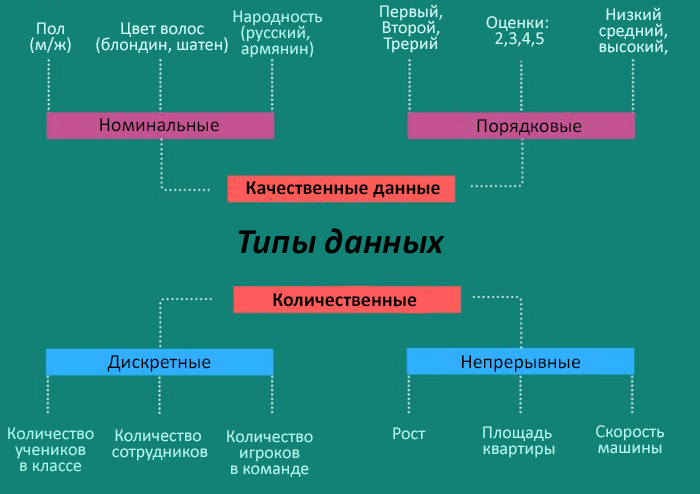 Пол
(м/ж)
Цвет волос
(блондин, шатен)
Народность
(русский,
армянин)
Первый,
Второй,
Трерий
Оценки:
2,3,4,5
Низкий
средний,
высокий,
Номинальные
Порядковые
Качественные данные
Типы данных
Количественные
Дискретные
Непрерывные
Количество
учеников
в классе
Количество
сотрудников
Количество
игроков
в команде
Рост
Площадь
квартиры
Скорость
машины